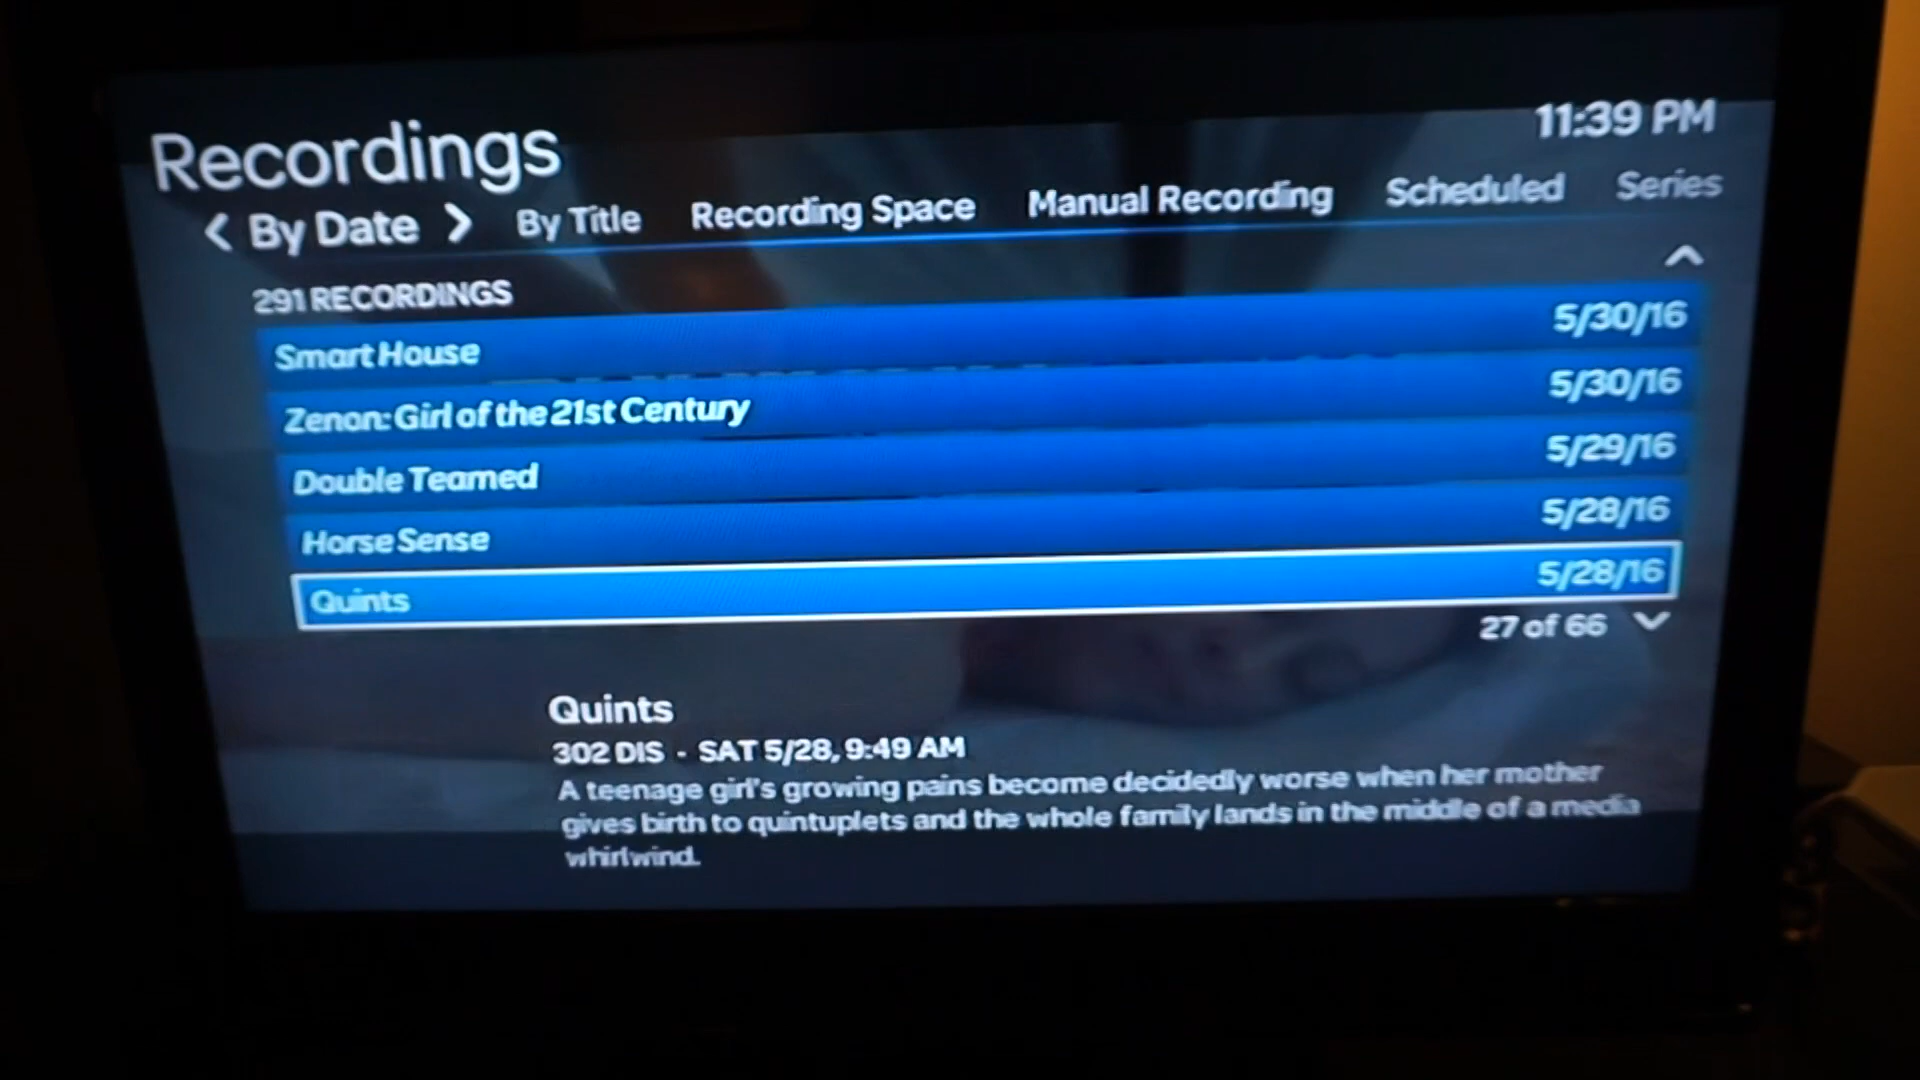 Recordings
11:39 PM
< By Date > By Title Recording Space Manual Recording Scheduled Series
291 RECORDINGS
Smart House 5/30/16
Zenon: Girl of the 21st Century 5/30/16
Double Teamed 5/29/16
Horse Sense 5/28/16
Quints 5/28/16
27 of 66
Quints
302 DIS - SAT 5/28, 9:49 AM
A teenage girl's growing pains become decidedly worse when her mother
gives birth to quintuplets and the whole family lands in the middle of a media
whirlwind.